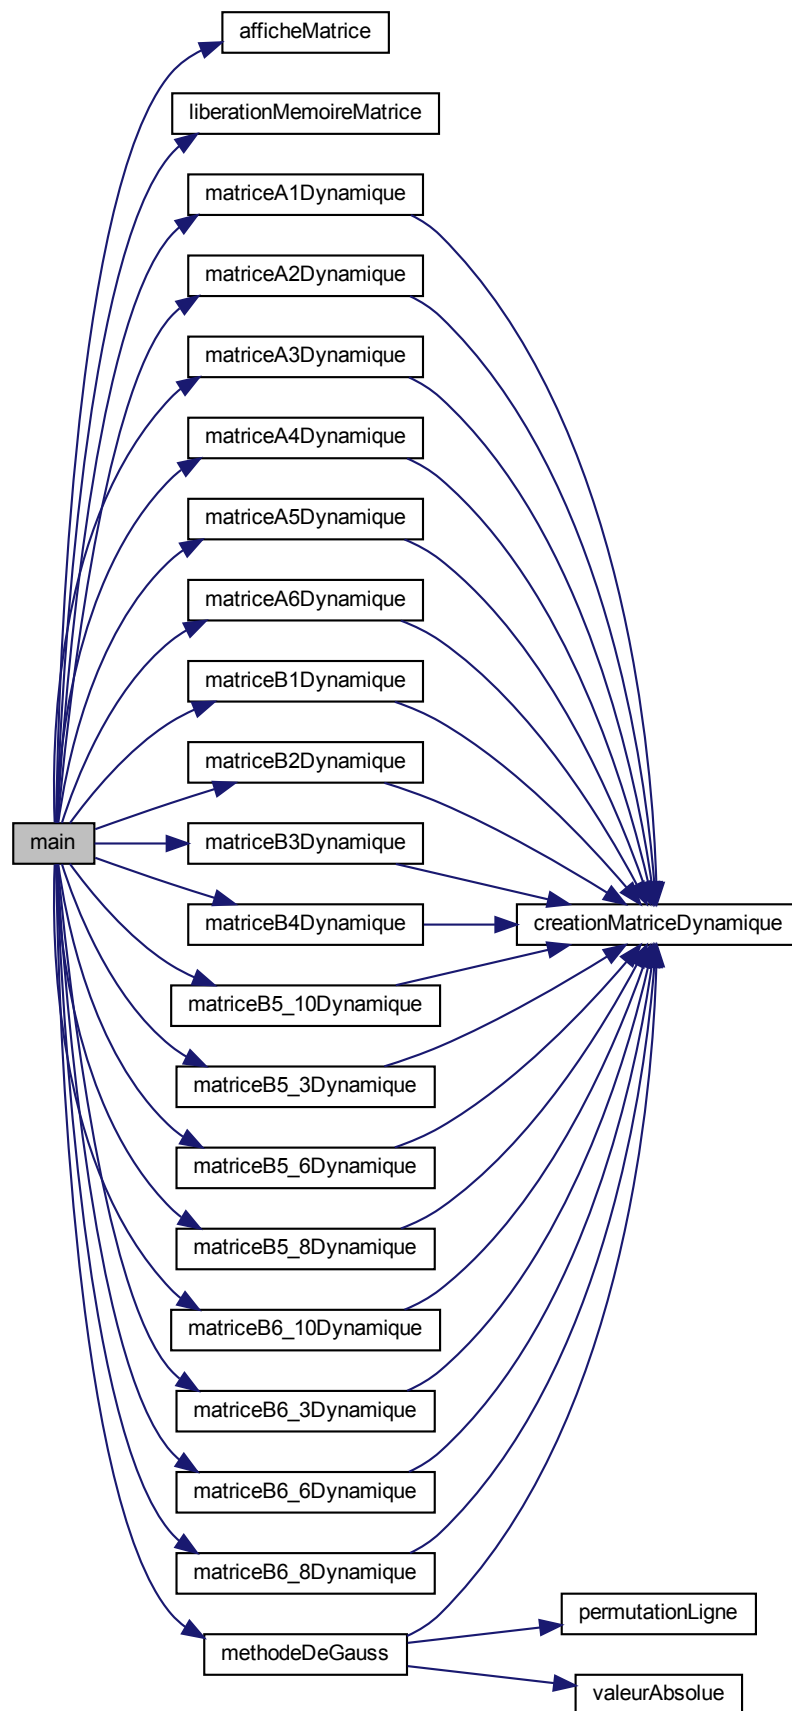 afficheMatrice
liberationMemoireMatrice
matriceA1Dynamique
matriceA2Dynamique
matriceA3Dynamique
matriceA4Dynamique
matriceA5Dynamique
matriceA6Dynamique
matriceB1Dynamique
matriceB2Dynamique
main
matriceB3Dynamique
matriceB4Dynamique
creationMatriceDynamique
matriceB5_10Dynamique
matriceB5_3Dynamique
matriceB5_6Dynamique
matriceB5_8Dynamique
matriceB6_10Dynamique
matriceB6_3Dynamique
matriceB6_6Dynamique
matriceB6_8Dynamique
permutationLigne
methodeDeGauss
valeurAbsolue